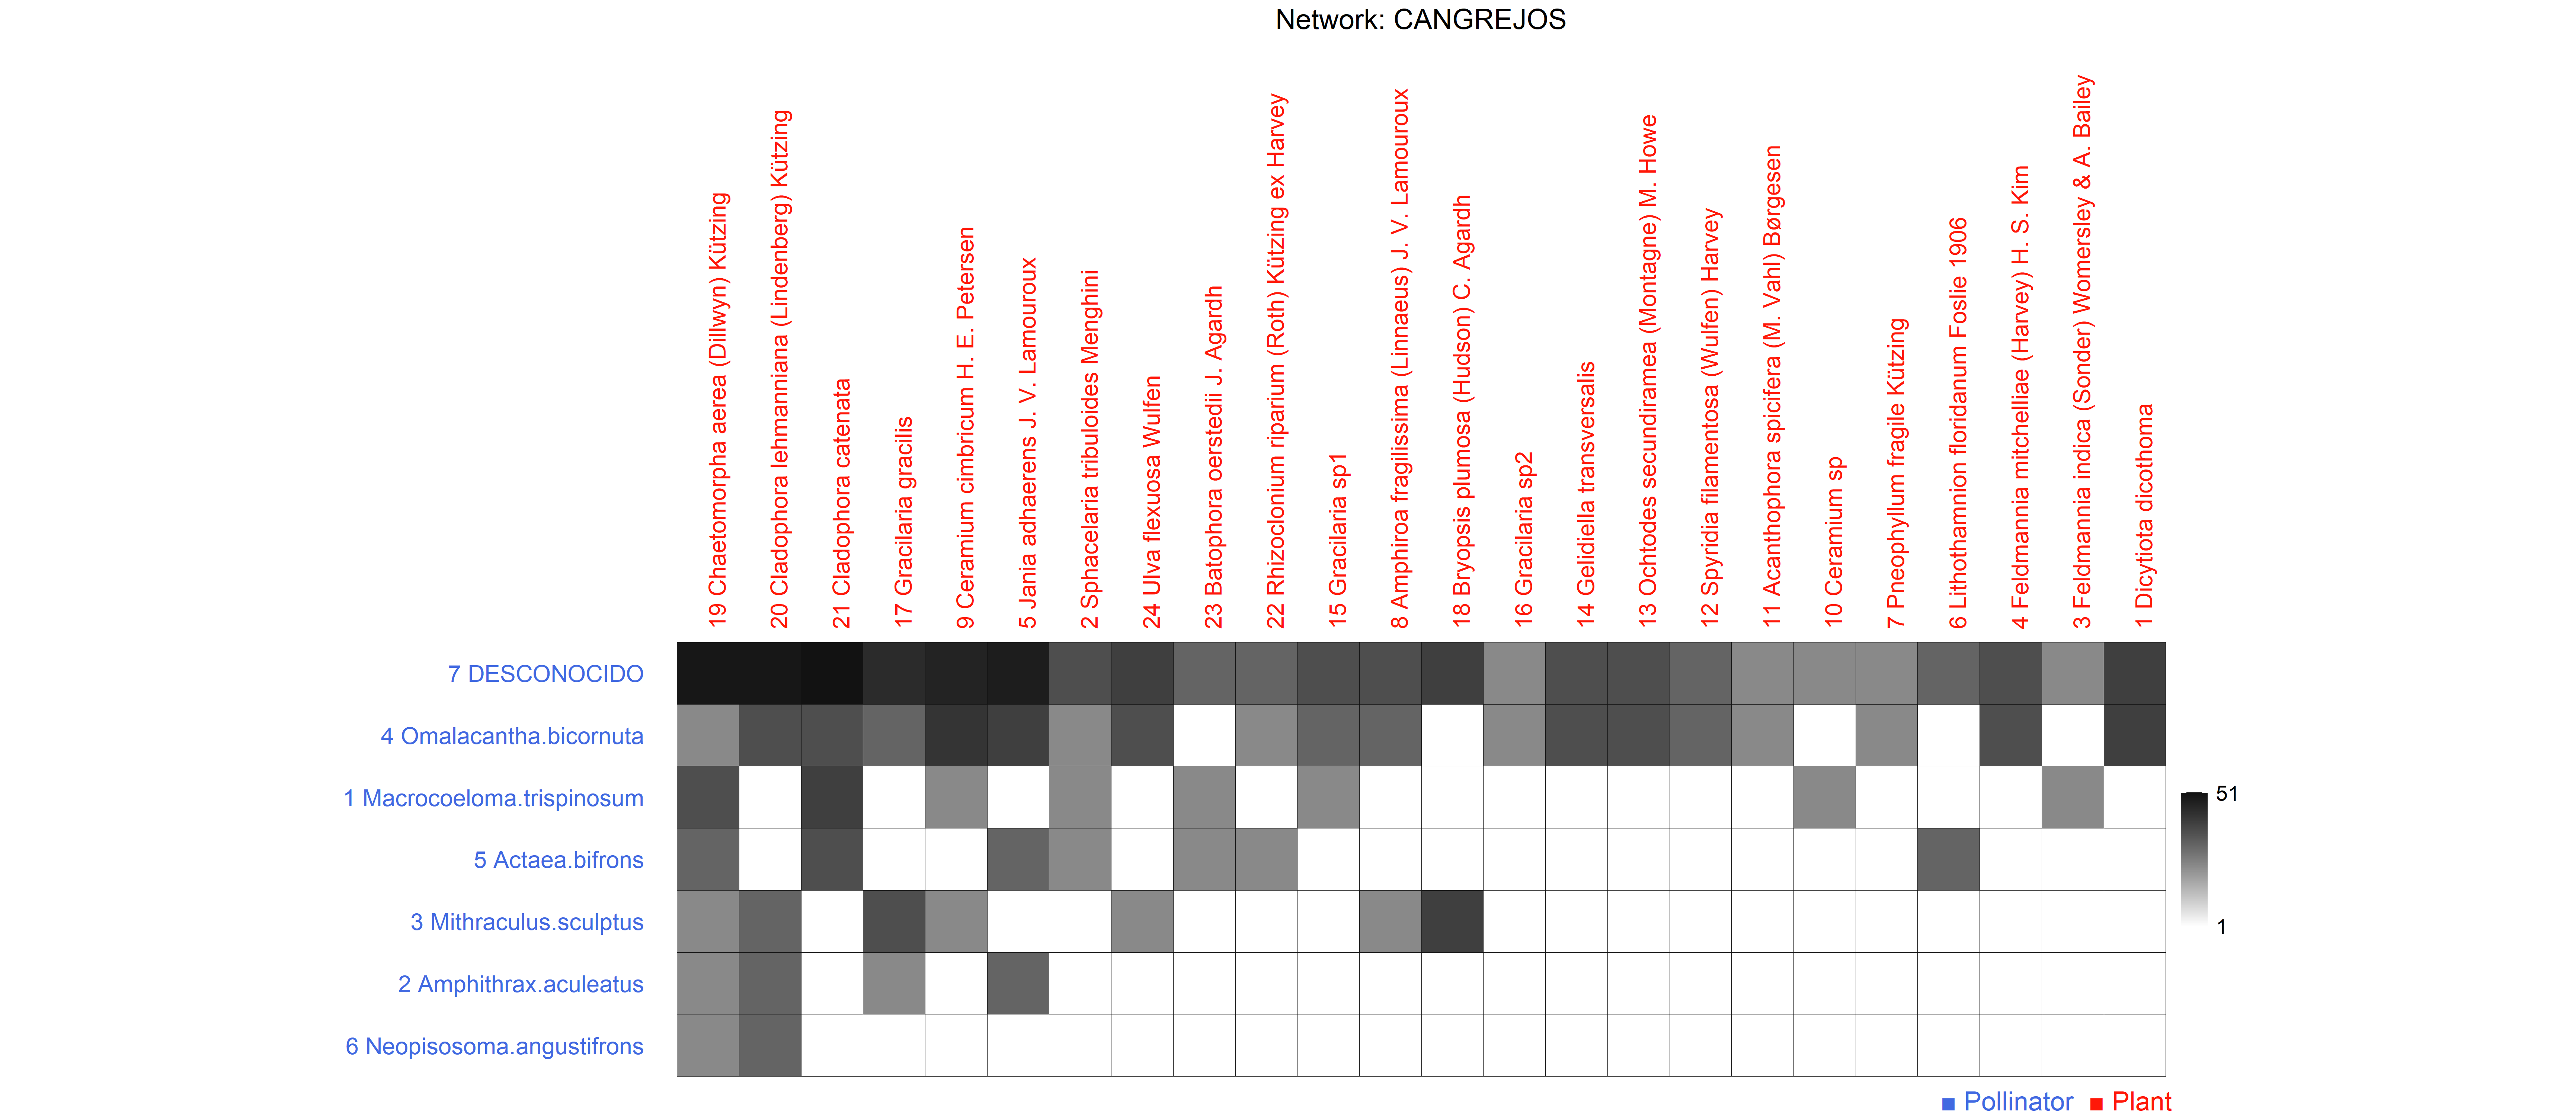 Network: CANGREJOS
19 Chaetomorpha aerea (Dillwyn) Kützing
20 Cladophora lehmanniana (Lindenberg) Kützing
21 Cladophora catenata
17 Gracilaria gracilis
9 Ceramium cimbricum H. E. Petersen
5 Jania adhaerens J. V. Lamouroux
2 Sphacelaria tribuloides Menghini
24 Ulva flexuosa Wulfen
23 Batophora oerstedii J. Agardh
22 Rhizoclonium riparium (Roth) Kützing ex Harvey
15 Gracilaria sp1
8 Amphiroa fragilissima (Linnaeus) J. V. Lamouroux
18 Bryopsis plumosa (Hudson) C. Agardh
16 Gracilaria sp2
14 Gelidiella transversalis
13 Ochtodes secundiramea (Montagne) M. Howe
12 Spyridia filamentosa (Wulfen) Harvey
11 Acanthophora spicifera (M. Vahl) Børgesen
10 Ceramium sp
7 Pneophyllum fragile Kützing
6 Lithothamnion floridanum Foslie 1906
4 Feldmannia mitchelliae (Harvey) H. S. Kim
3 Feldmannia indica (Sonder) Womersley & A. Bailey
1 Dicytiota dicothoma
7 DESCONOCIDO
4 Omalacantha.bicornuta
1 Macrocoeloma.trispinosum
5 Actaea.bifrons
3 Mithraculus.sculptus
2 Amphithrax.aculeatus
6 Neopisosoma.angustifrons
51
1
Pollinator Plant